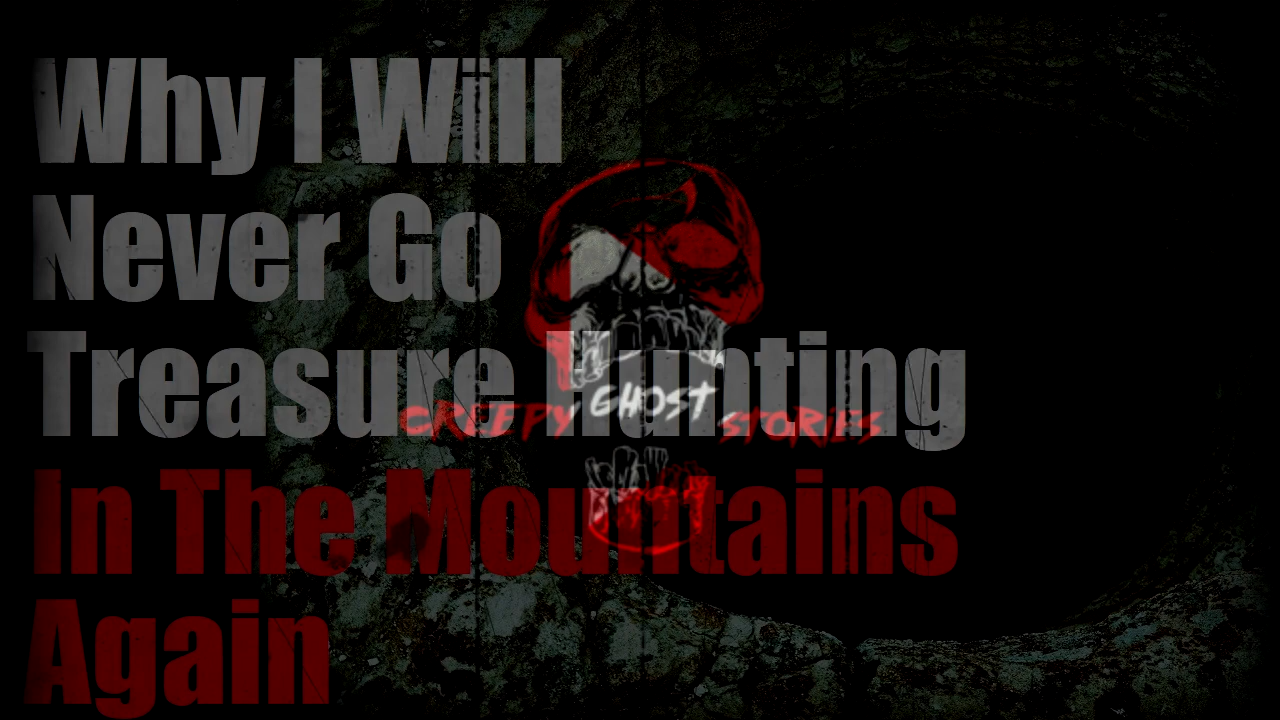 Why I Will
Never Go
Treasure Hunting
CREEPY GHOST STORIES
In The Mountains
Again